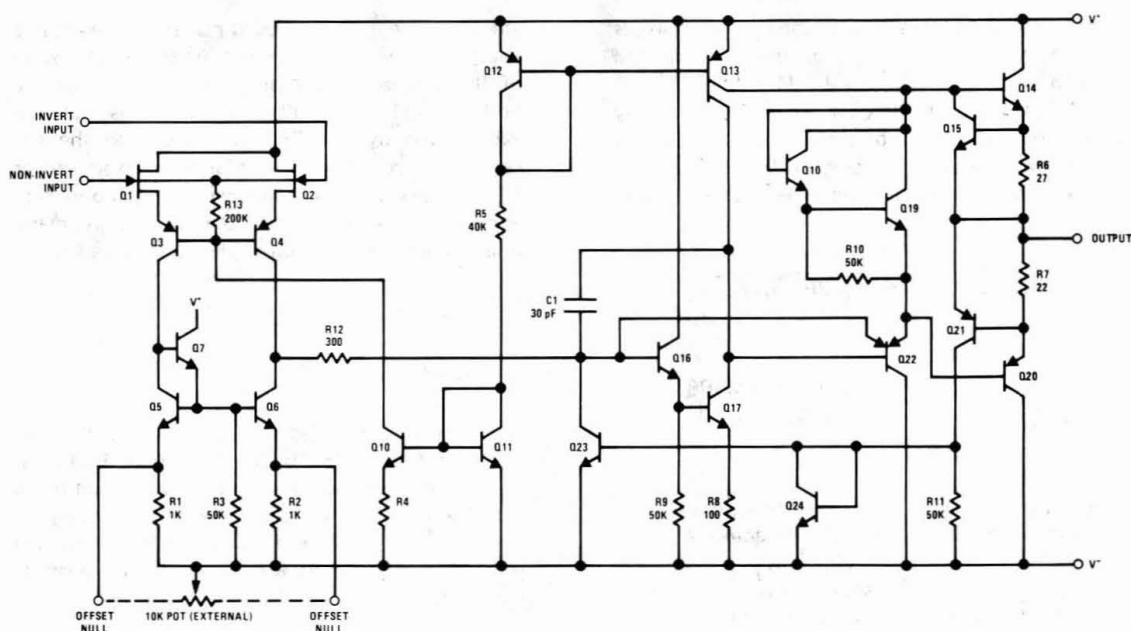 V⁺
Q12
Q13
Q14
Q15
INVERT
INPUT
NON-INVERT
INPUT
Q1
Q2
R13
200K
Q10
R6
27
Q3
Q4
R5
40K
Q19
OUTPUT
R10
50K
R7
22
V⁺
C1
30 pF
Q7
R12
300
Q16
Q22
Q21
Q20
Q5
Q6
Q17
Q10
Q11
Q23
R1
1K
R3
50K
R2
1K
R4
R9
50K
R8
100
Q24
R11
50K
V⁻
OFFSET
NULL
10K POT (EXTERNAL)
OFFSET
NULL